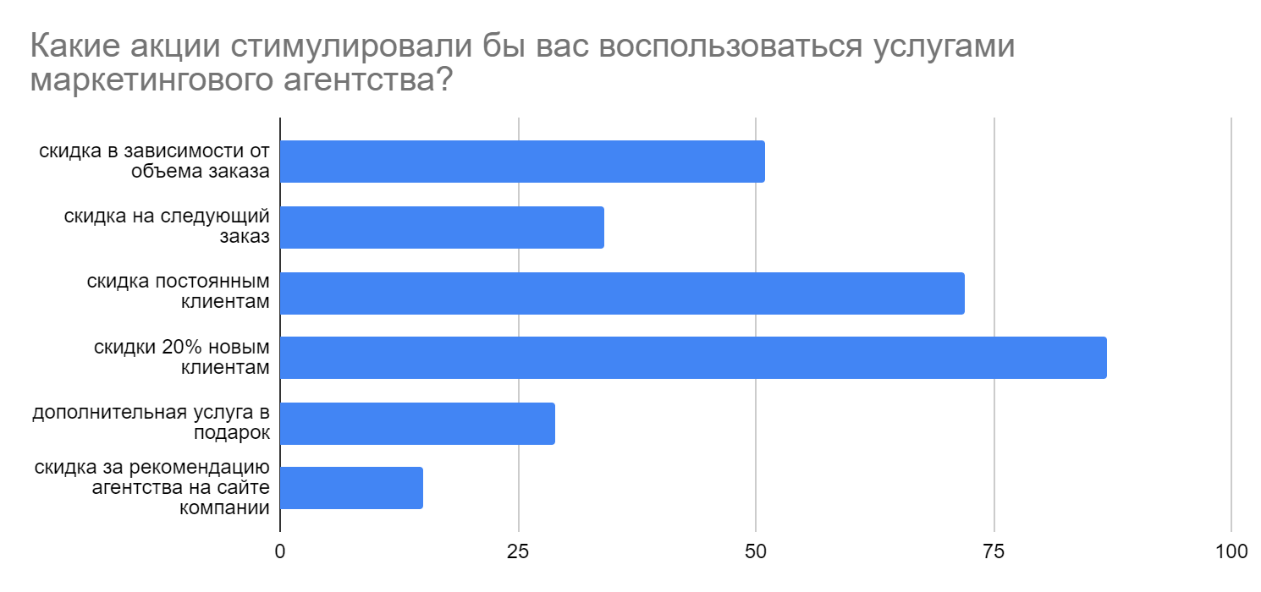 Какие акции стимулировали бы вас воспользоваться услугами
маркетингового агентства?
скидка в зависимости от
объема заказа
скидка на следующий
заказ
скидка постоянным
клиентам
скидки 20% новым
клиентам
дополнительная услуга в
подарок
скидка за рекомендацию
агентства на сайте
компании
0 25 50 75 100